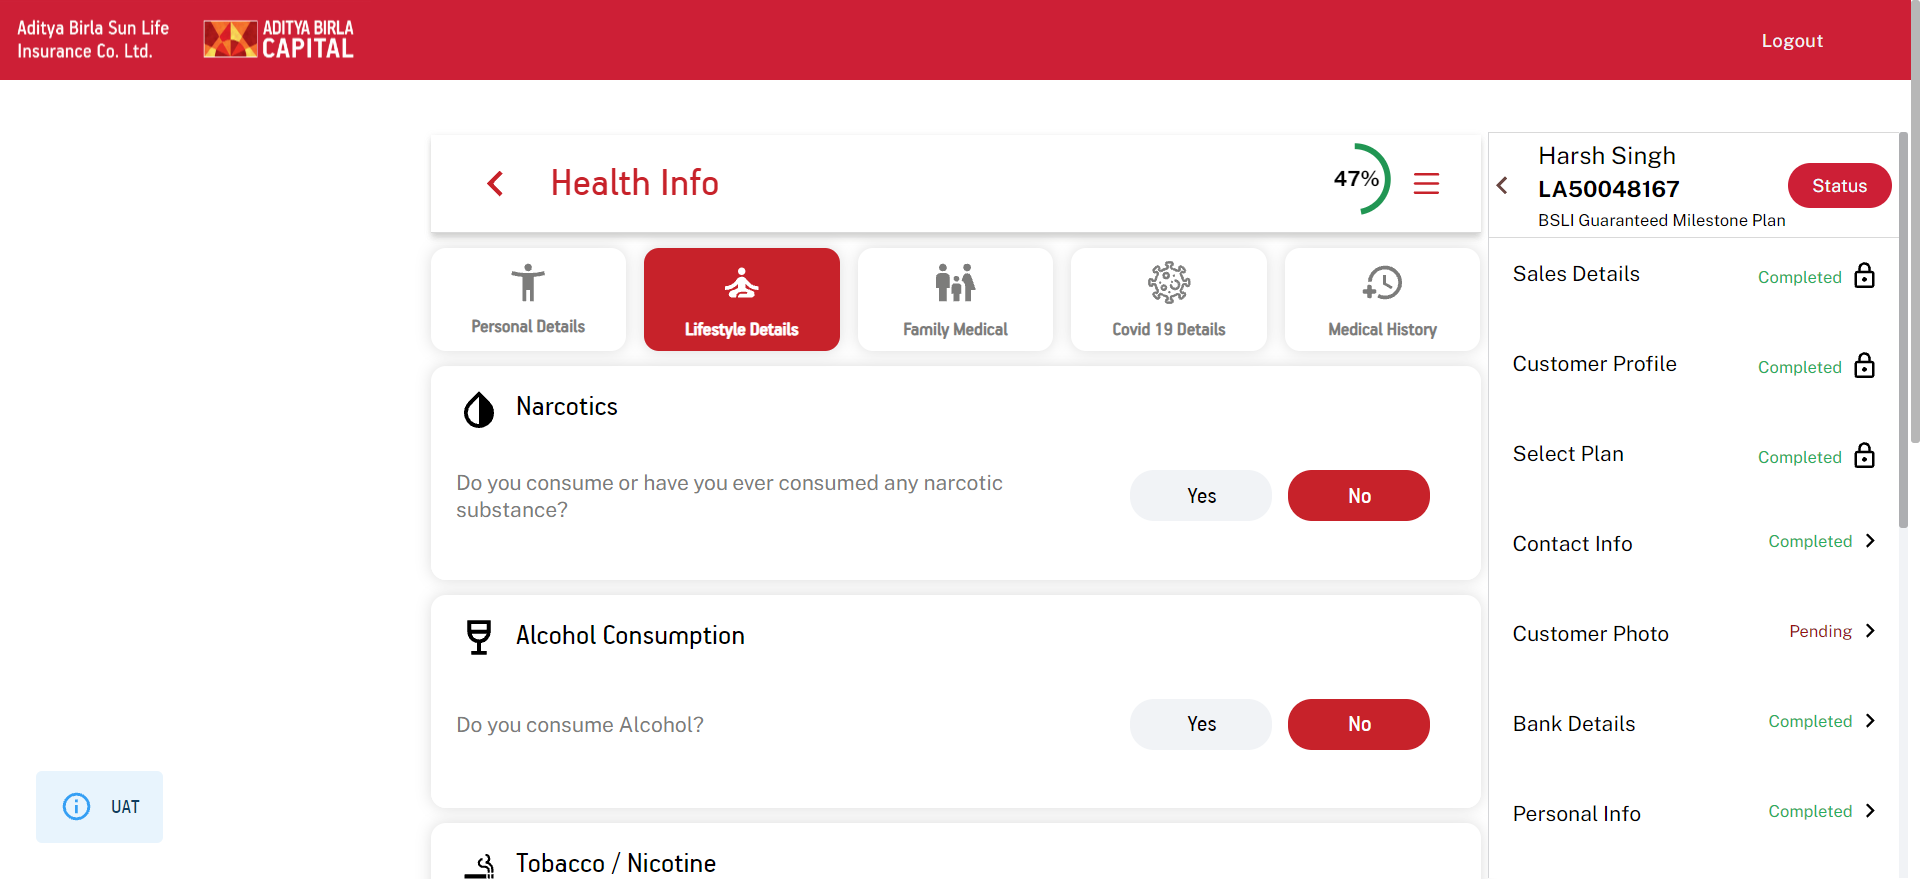 Aditya Birla Sun Life
Insurance Co. Ltd.
ADITYA BIRLA
CAPITAL
Logout
Health Info
47%
Harsh Singh
LA50048167
BSLI Guaranteed Milestone Plan
Status
Personal Details
Lifestyle Details
Family Medical
Covid 19 Details
Medical History
Narcotics
Do you consume or have you ever consumed any narcotic
substance?
Yes
No
Alcohol Consumption
Do you consume Alcohol?
Yes
No
Tobacco / Nicotine
Sales Details
Completed
Customer Profile
Completed
Select Plan
Completed
Contact Info
Completed
Customer Photo
Pending
Bank Details
Completed
Personal Info
Completed
UAT